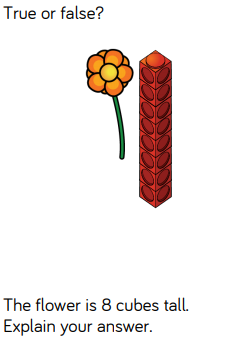 True or false?
The flower is 8 cubes tall.
Explain your answer.